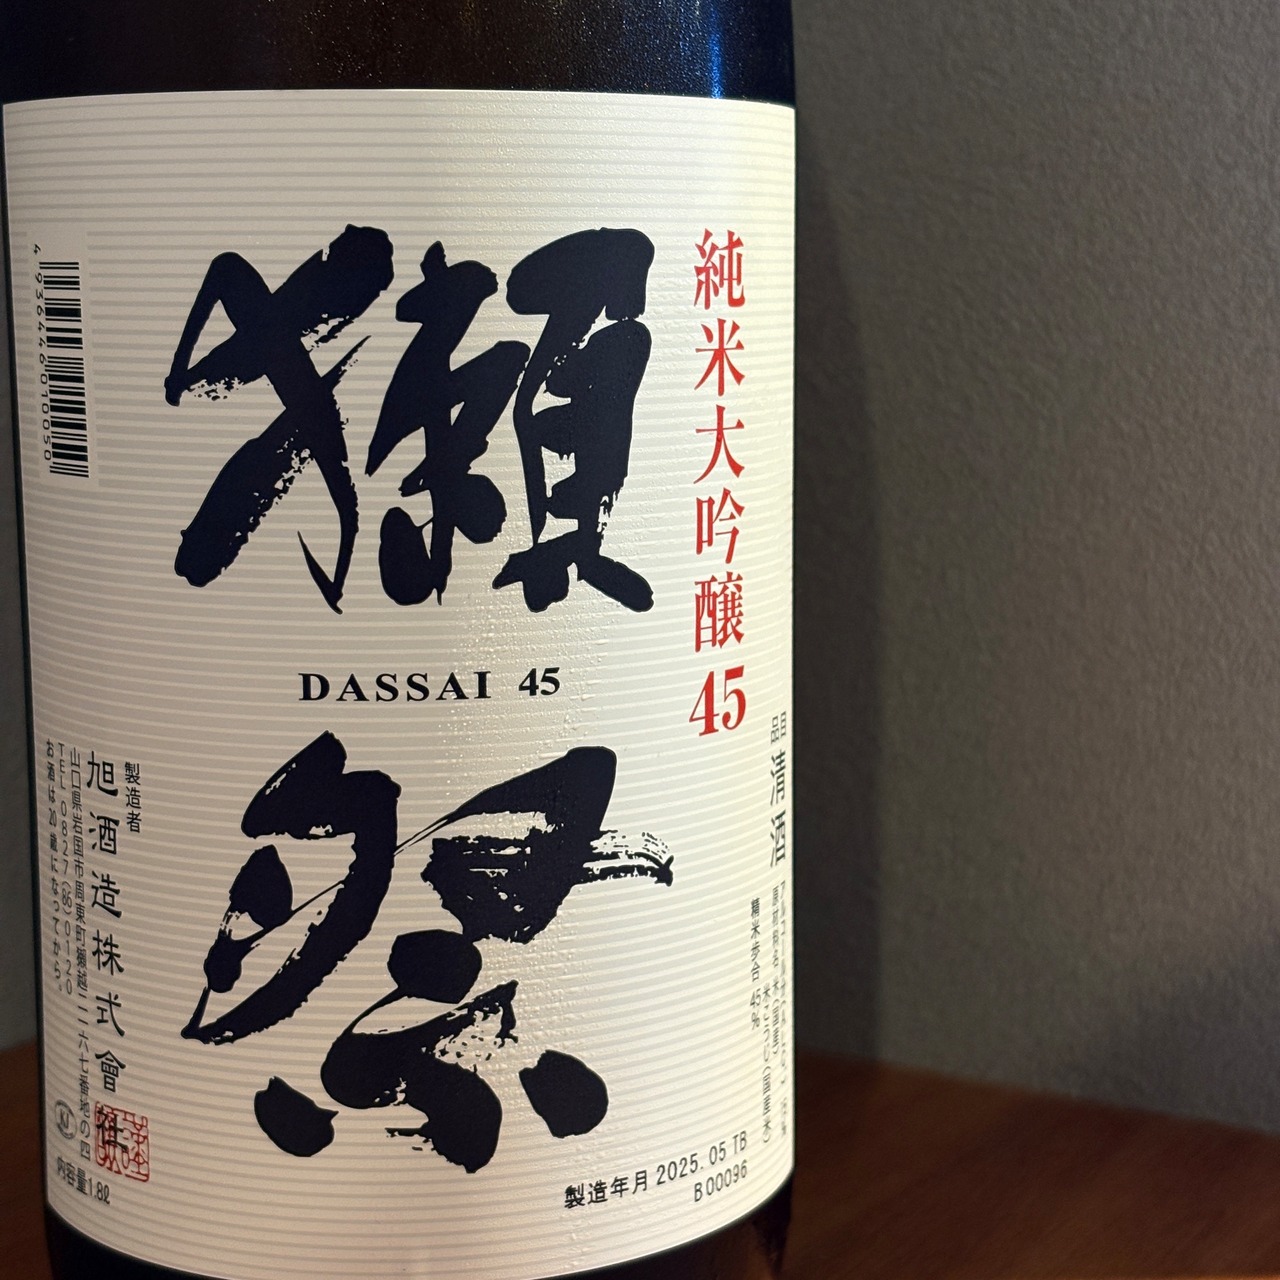 獺祭
DASSAI 45
純米大吟醸45
品目 清酒
精米歩合 45%
製造年月 2025.05 TB
B00096
製造者
旭酒造株式會社
山口県岩国市周東町獺越二一六七番地の四
TEL 0827(86)0120
お酒は20歳になってから。
内容量1.8ℓ
4936446010050